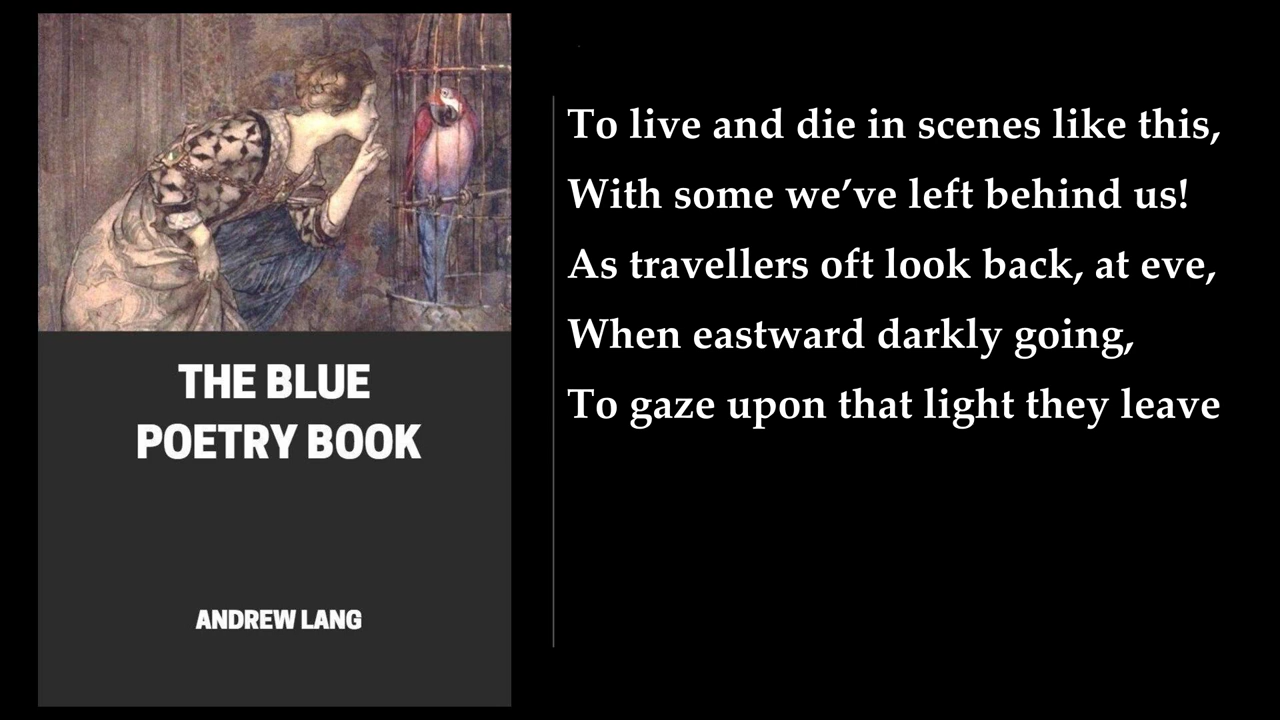 THE BLUE
POETRY BOOK
ANDREW LANG
To live and die in scenes like this,
With some we’ve left behind us!
As travellers oft look back, at eve,
When eastward darkly going,
To gaze upon that light they leave